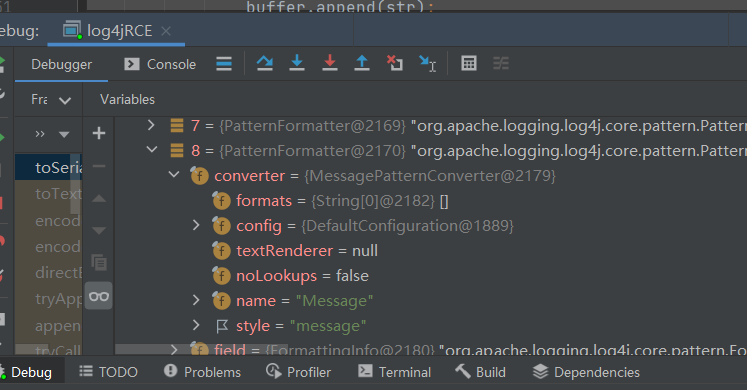 51 buffer.append(str);
ebug: log4jRCE ×
Debugger Console
Fra Variables
»
7 = {PatternFormatter@2169} "org.apache.logging.log4j.core.pattern.Pattern
8 = {PatternFormatter@2170} "org.apache.logging.log4j.core.pattern.Pattern
toSeria
converter = {MessagePatternConverter@2179}
toText
formats = {String[0]@2182} []
encod
config = {DefaultConfiguration@1889}
encod
textRenderer = null
directE
noLookups = false
tryApp
name = "Message"
appen
style = "message"
tryCall
field = {FormattingInfo@2180} "org.apache.logging.log4j.core.pattern.Fo
Debug TODO Problems Profiler Terminal Build Dependencies